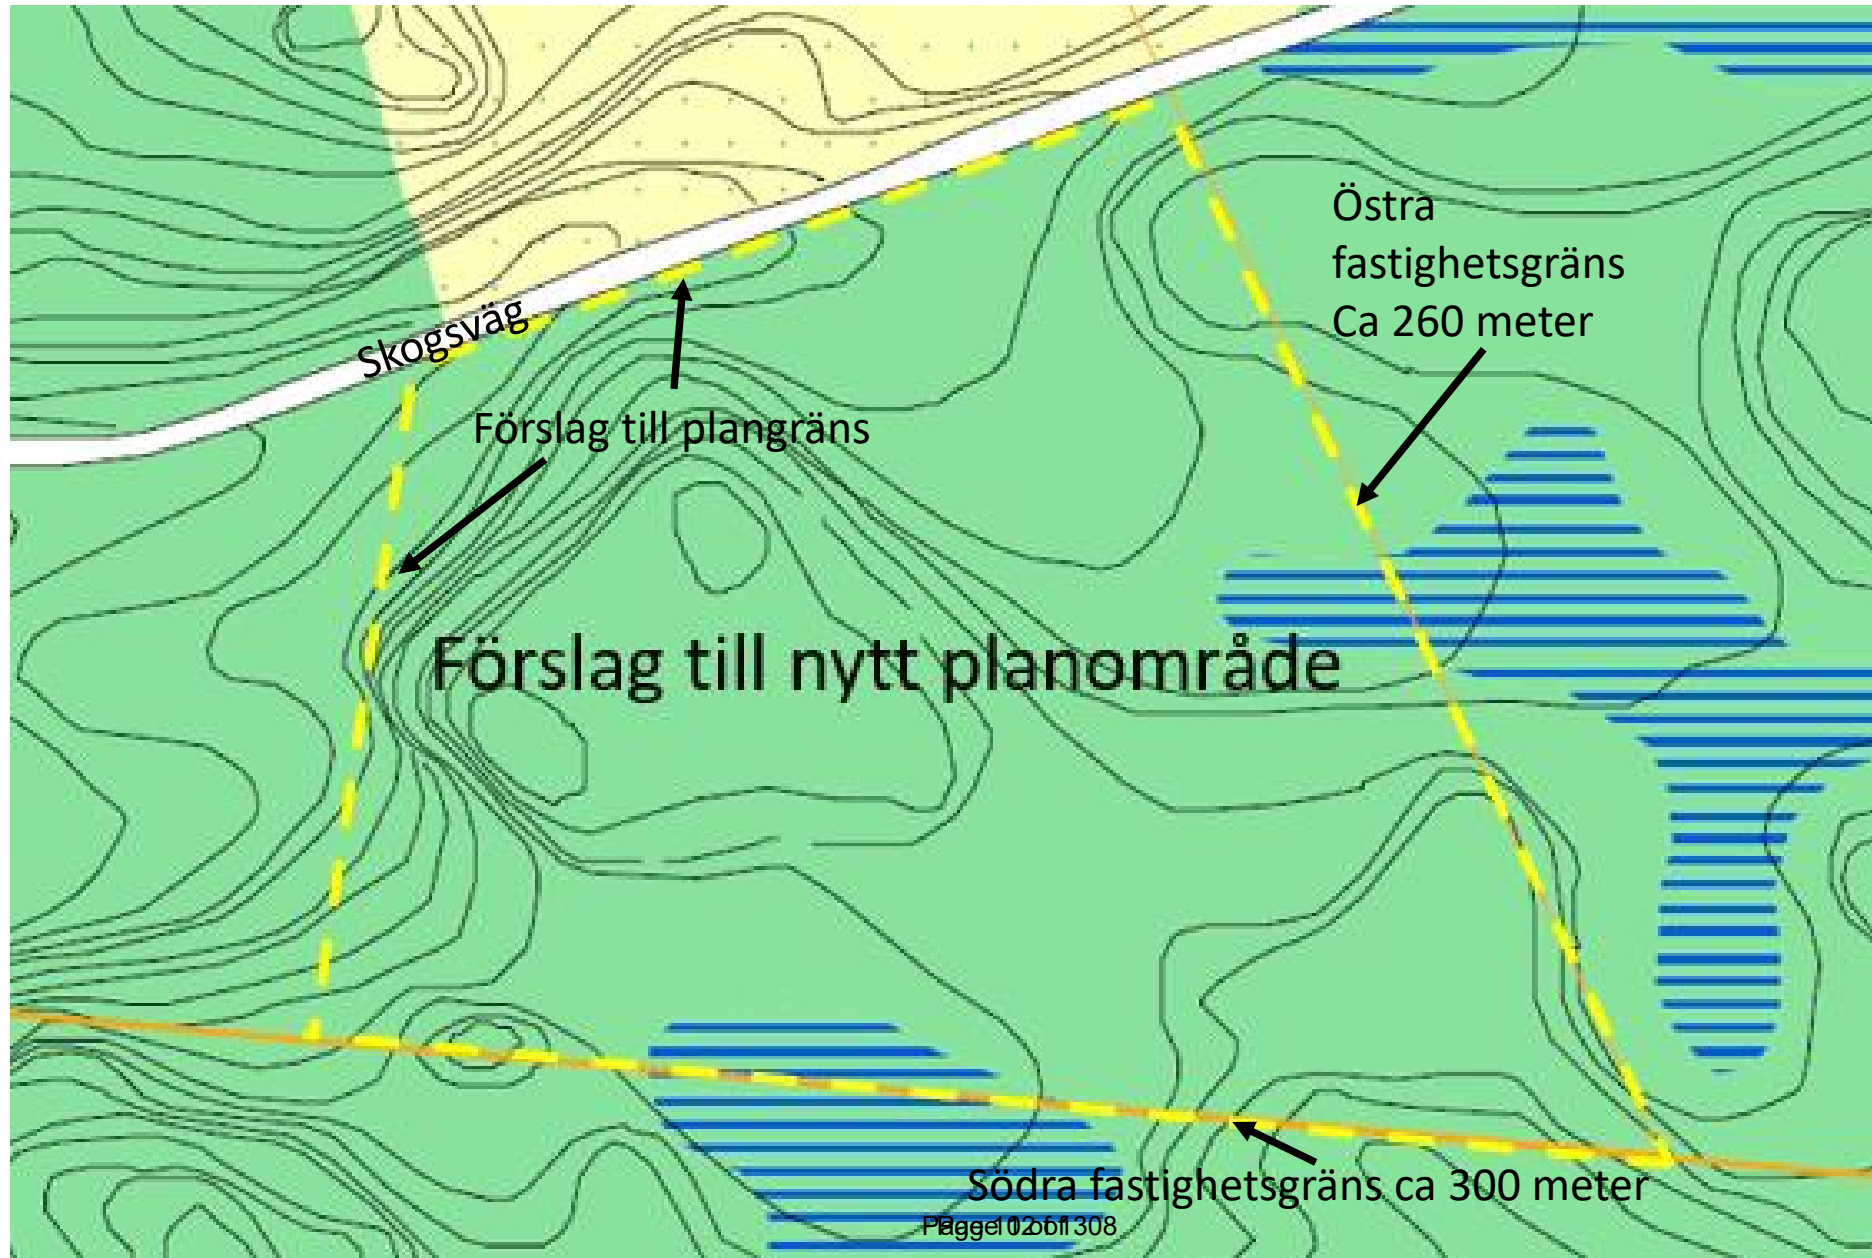 Östra
fastighetsgräns
Ca 260 meter
Skogsväg
Förslag till plangräns
Förslag till nytt planområde
Södra fastighetsgräns ca 300 meter